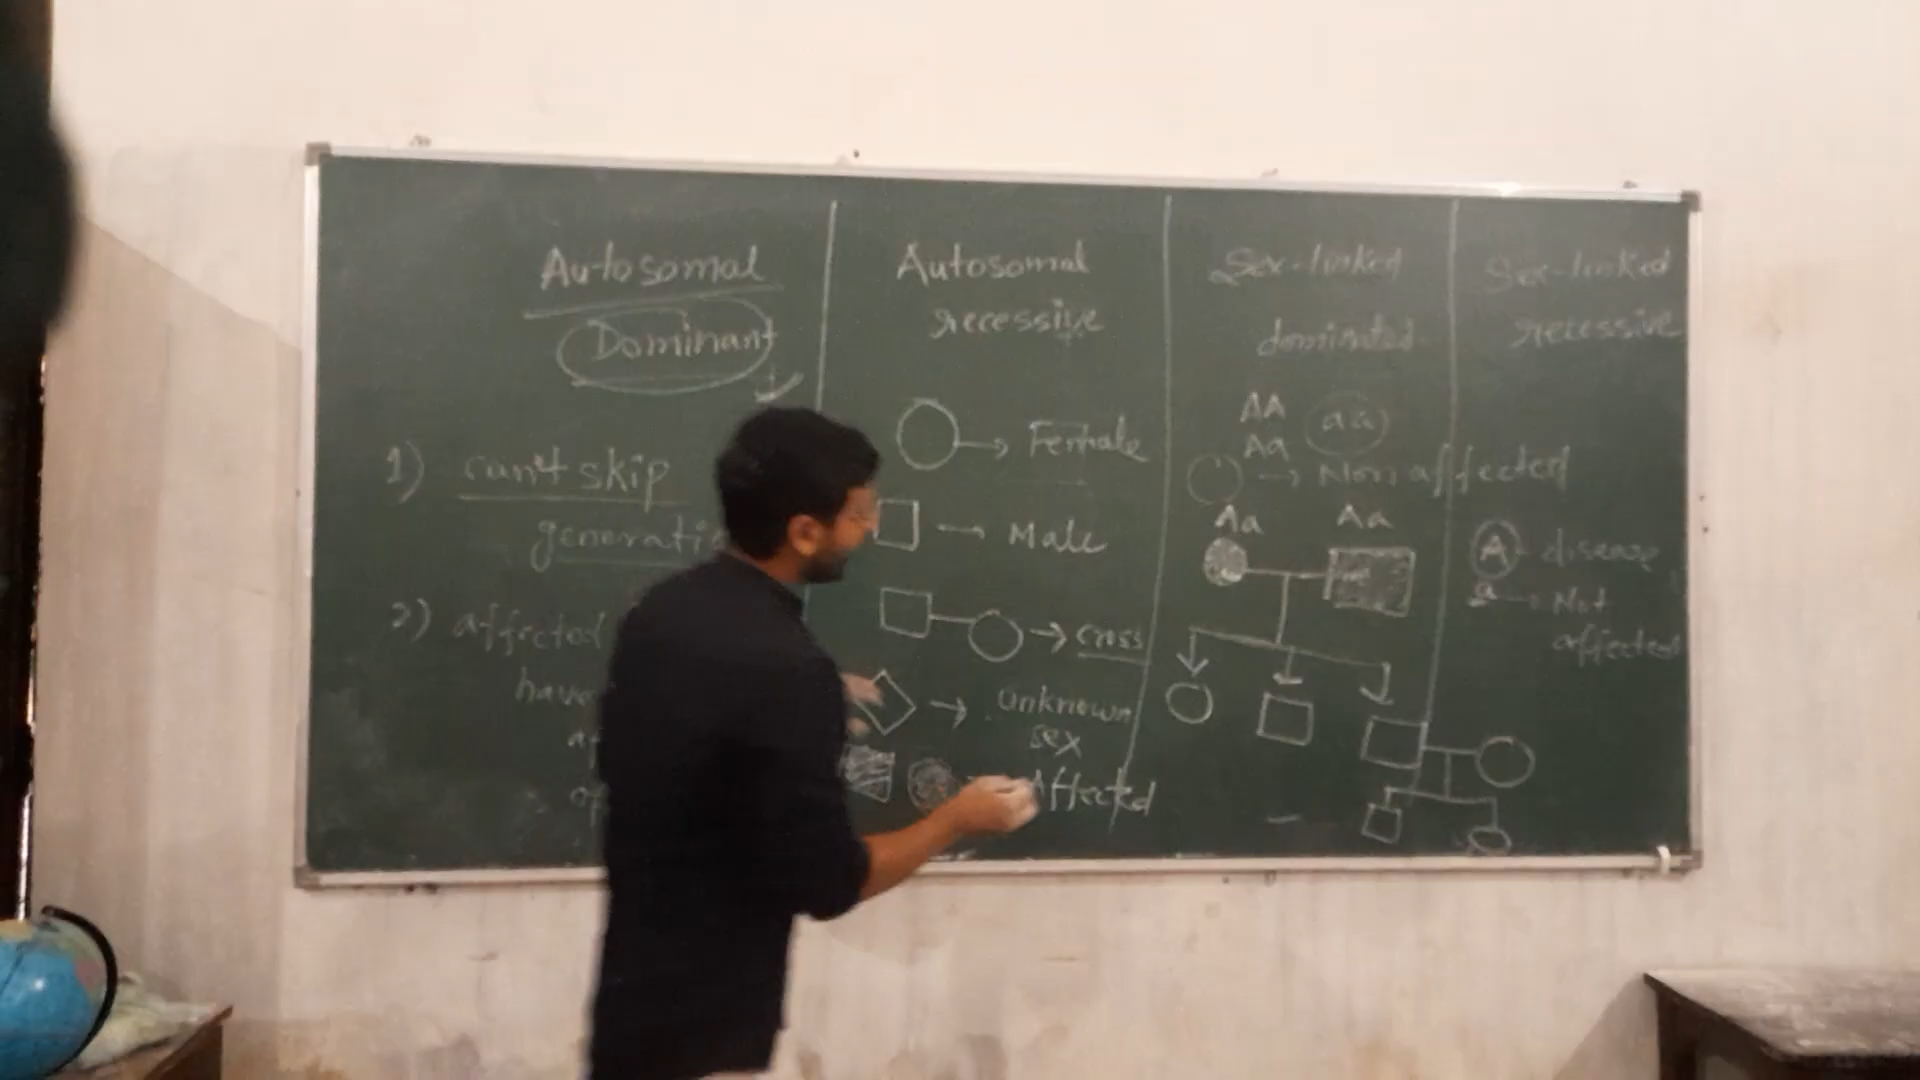 Autosomal
Dominant
1) can't skip
generatio
2) affected
have
Autosomal
recessive
Female
Male
cross
unknown
sex
Affected
Sex-linked
dominated
AA
Aa
aa
Non affected
Aa Aa
Sex-linked
recessive
A - disease
a Not
affected